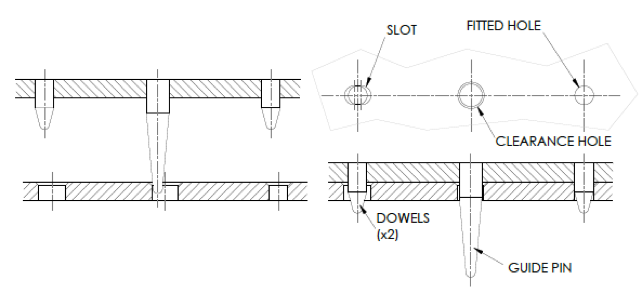 SLOT
FITTED HOLE
CLEARANCE HOLE
DOWELS
(x2)
GUIDE PIN